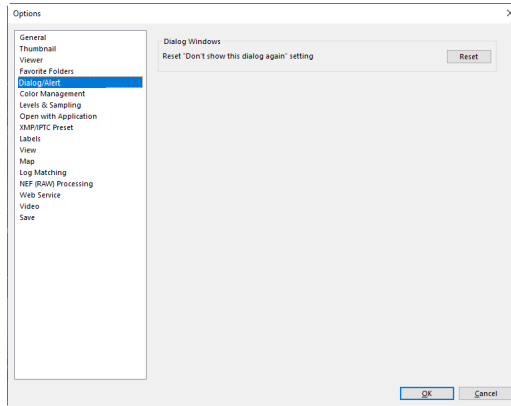 Options
General
Thumbnail
Viewer
Favorite Folders
Dialog/Alert
Color Management
Levels & Sampling
Open with Application
XMP/IPTC Preset
Labels
View
Map
Log Matching
NEF (RAW) Processing
Web Service
Video
Save
Dialog Windows
Reset "Don't show this dialog again" setting
Reset
OK
Cancel